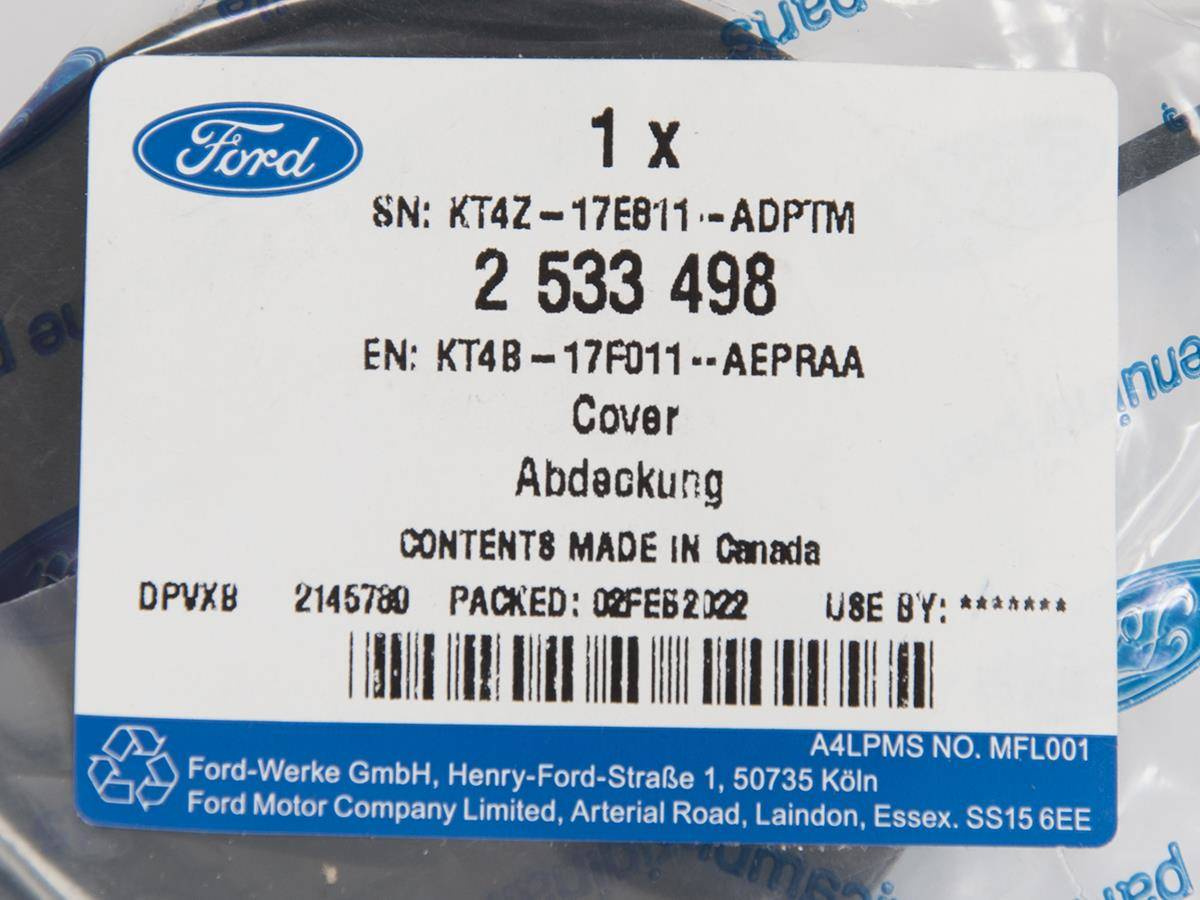 Ford
1 x
SN: KT4Z-17E811--ADPTM
2 533 498
EN: KT4B-17F011--AEPRAA
Cover
Abdeckung
CONTENTS MADE IN Canada
DPVXB 2145780 PACKED: 02FEB2022 USE BY: *******
A4LPMS NO. MFL001
Ford-Werke GmbH, Henry-Ford-Straße 1, 50735 Köln
Ford Motor Company Limited, Arterial Road, Laindon, Essex. SS15 6EE
parts